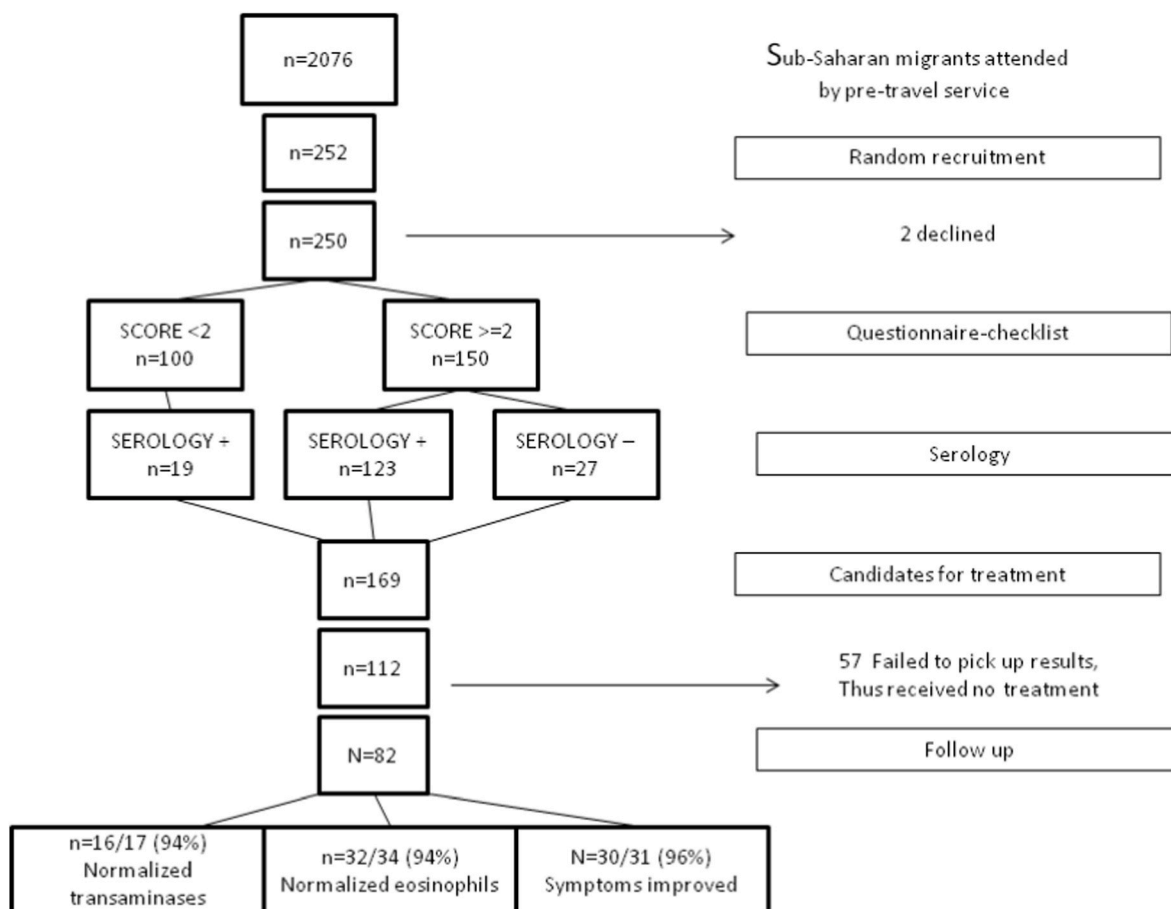 n=2076
Sub-Saharan migrants attended
by pre-travel service
n=252
Random recruitment
n=250
2 declined
SCORE <2
n=100
SCORE >=2
n=150
Questionnaire-checklist
SEROLOGY +
n=19
SEROLOGY +
n=123
SEROLOGY –
n=27
Serology
n=169
Candidates for treatment
n=112
57 Failed to pick up results,
Thus received no treatment
N=82
Follow up
n=16/17 (94%)
Normalized
transaminases
n=32/34 (94%)
Normalized eosinophils
N=30/31 (96%)
Symptoms improved